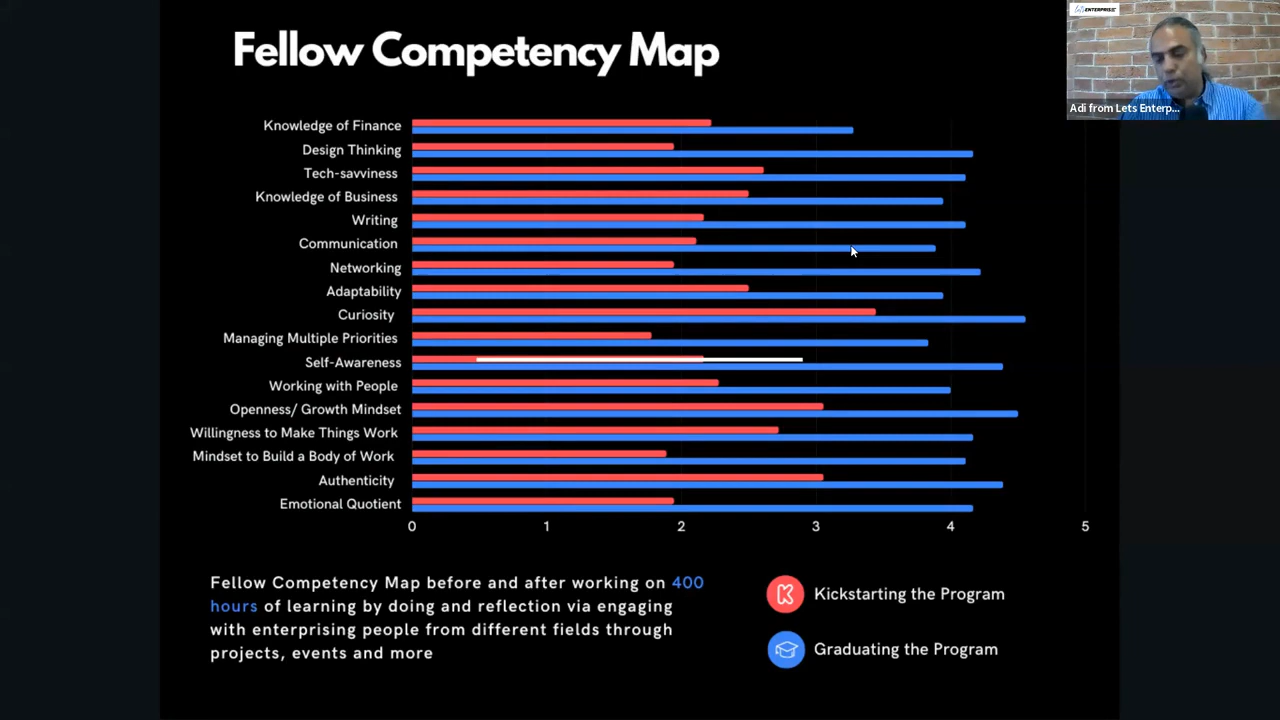 Fellow Competency Map
ENTERPRISE
Adi from Lets Enterp...
Knowledge of Finance
Design Thinking
Tech-savviness
Knowledge of Business
Writing
Communication
Networking
Adaptability
Curiosity
Managing Multiple Priorities
Self-Awareness
Working with People
Openness/ Growth Mindset
Willingness to Make Things Work
Mindset to Build a Body of Work
Authenticity
Emotional Quotient
0 1 2 3 4 5
Fellow Competency Map before and after working on 400
hours of learning by doing and reflection via engaging
with enterprising people from different fields through
projects, events and more
Kickstarting the Program
Graduating the Program